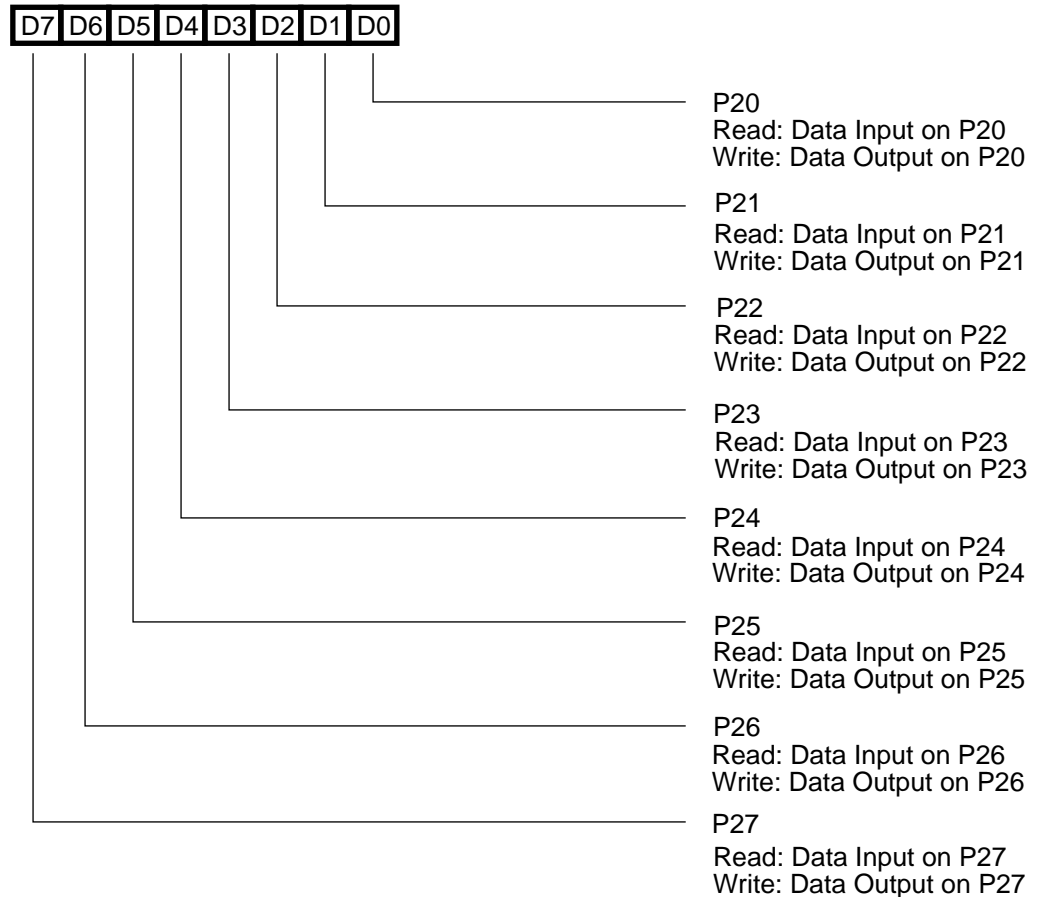 D7 D6 D5 D4 D3 D2 D1 D0
P20
Read: Data Input on P20
Write: Data Output on P20
P21
Read: Data Input on P21
Write: Data Output on P21
P22
Read: Data Input on P22
Write: Data Output on P22
P23
Read: Data Input on P23
Write: Data Output on P23
P24
Read: Data Input on P24
Write: Data Output on P24
P25
Read: Data Input on P25
Write: Data Output on P25
P26
Read: Data Input on P26
Write: Data Output on P26
P27
Read: Data Input on P27
Write: Data Output on P27